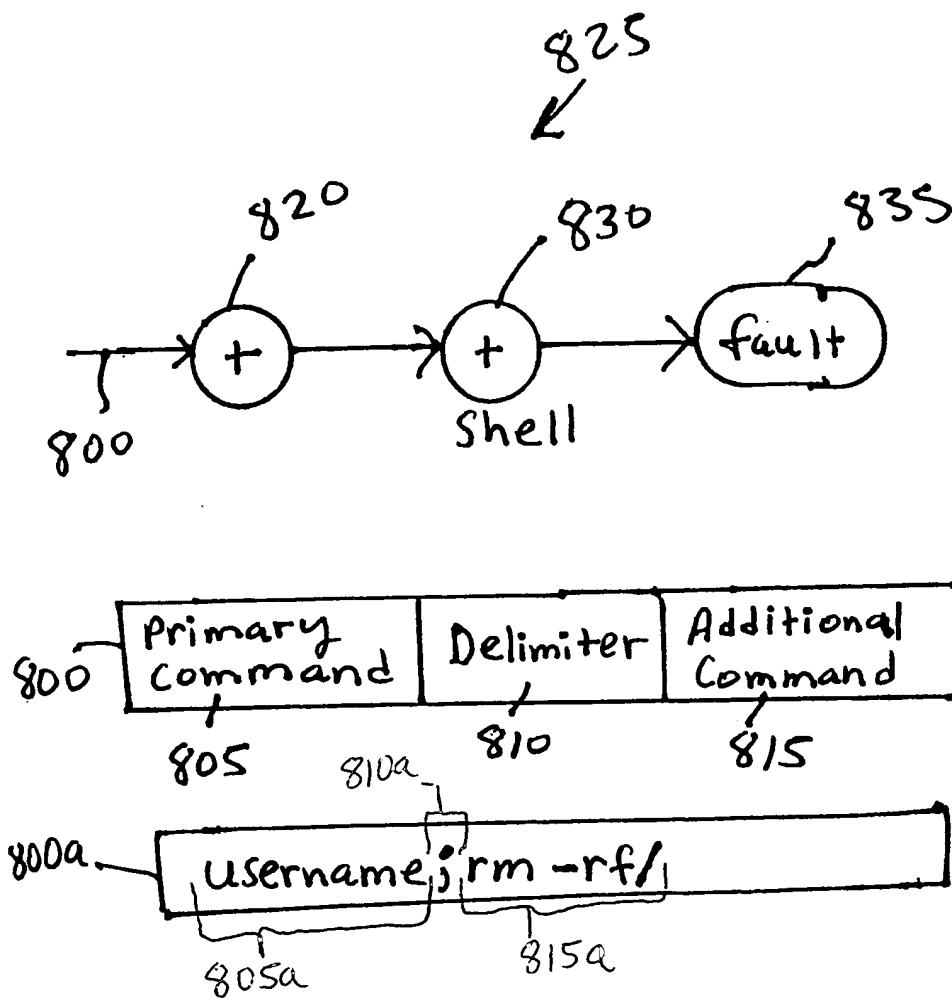 825
820
830
835
+
+
fault
800
Shell
Primary command
Delimiter
Additional Command
800
805
810
815
810a
800a
username;rm -rf/
805a
815a